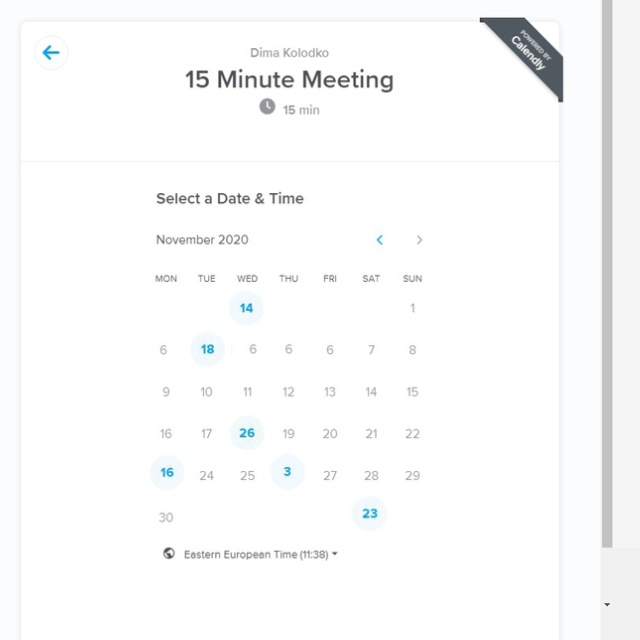 POWERED BY
Calendly
Dima Kolodko
15 Minute Meeting
15 min
Select a Date & Time
November 2020
MON TUE WED THU FRI SAT SUN
14 1
6 18 6 6 6 7 8
9 10 11 12 13 14 15
16 17 26 19 20 21 22
16 24 25 3 27 28 29
30 23
Eastern European Time (11:38)